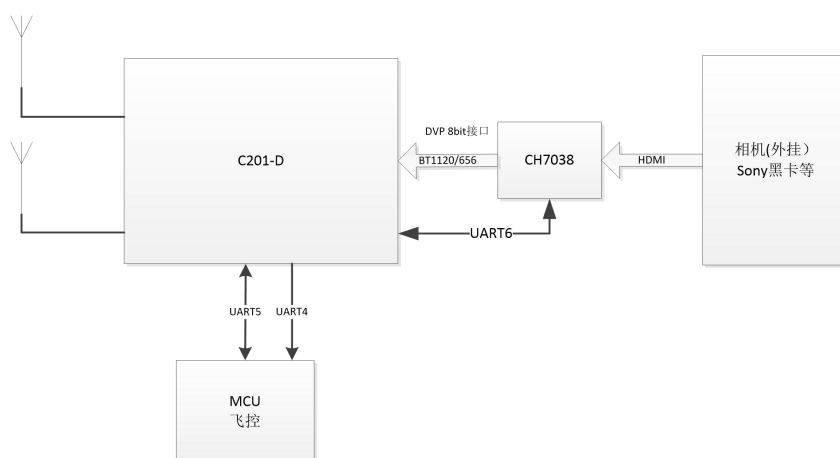 DVP 8bit接口
C201-D
BT1120/656
CH7038
HDMI
相机(外挂）
Sony黑卡等
UART6
UART5
UART4
MCU
飞控